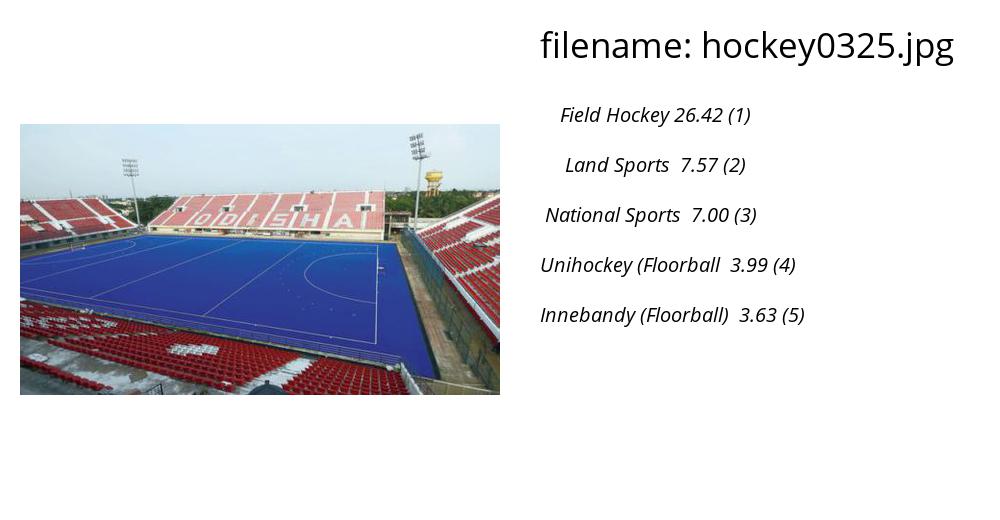 filename: hockey0325.jpg
Field Hockey 26.42 (1)
Land Sports 7.57 (2)
National Sports 7.00 (3)
Unihockey (Floorball 3.99 (4)
Innebandy (Floorball) 3.63 (5)
ODISHA